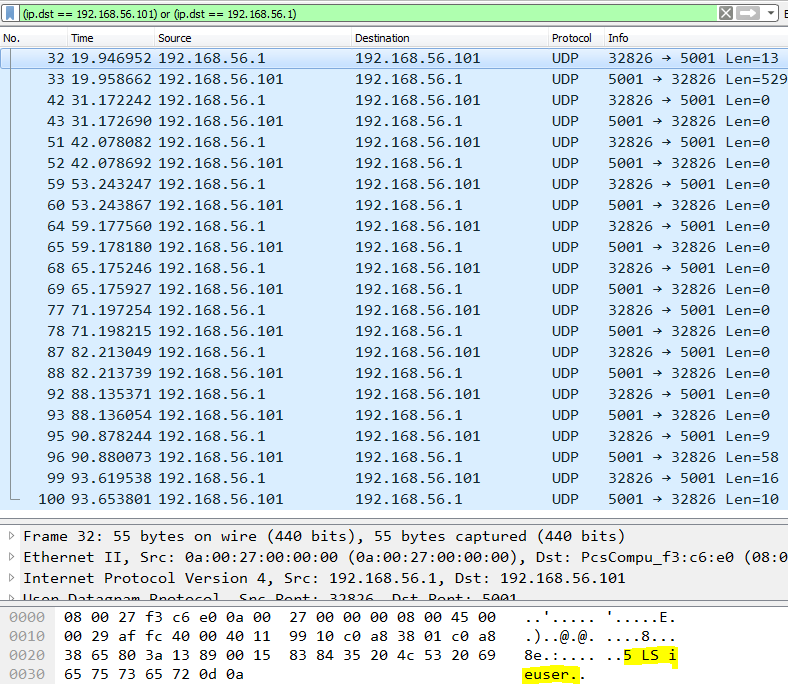 (ip.dst == 192.168.56.101) or (ip.dst == 192.168.56.1)
No. Time Source Destination Protocol Info
32 19.946952 192.168.56.1 192.168.56.101 UDP 32826 → 5001 Len=13
33 19.958662 192.168.56.101 192.168.56.1 UDP 5001 → 32826 Len=529
42 31.172242 192.168.56.1 192.168.56.101 UDP 32826 → 5001 Len=0
43 31.172690 192.168.56.101 192.168.56.1 UDP 5001 → 32826 Len=0
51 42.078082 192.168.56.1 192.168.56.101 UDP 32826 → 5001 Len=0
52 42.078692 192.168.56.101 192.168.56.1 UDP 5001 → 32826 Len=0
59 53.243247 192.168.56.1 192.168.56.101 UDP 32826 → 5001 Len=0
60 53.243867 192.168.56.101 192.168.56.1 UDP 5001 → 32826 Len=0
64 59.177560 192.168.56.1 192.168.56.101 UDP 32826 → 5001 Len=0
65 59.178180 192.168.56.101 192.168.56.1 UDP 5001 → 32826 Len=0
68 65.175246 192.168.56.1 192.168.56.101 UDP 32826 → 5001 Len=0
69 65.175927 192.168.56.101 192.168.56.1 UDP 5001 → 32826 Len=0
77 71.197254 192.168.56.1 192.168.56.101 UDP 32826 → 5001 Len=0
78 71.198215 192.168.56.101 192.168.56.1 UDP 5001 → 32826 Len=0
87 82.213049 192.168.56.1 192.168.56.101 UDP 32826 → 5001 Len=0
88 82.213739 192.168.56.101 192.168.56.1 UDP 5001 → 32826 Len=0
92 88.135371 192.168.56.1 192.168.56.101 UDP 32826 → 5001 Len=0
93 88.136054 192.168.56.101 192.168.56.1 UDP 5001 → 32826 Len=0
95 90.878244 192.168.56.1 192.168.56.101 UDP 32826 → 5001 Len=9
96 90.880073 192.168.56.101 192.168.56.1 UDP 5001 → 32826 Len=58
99 93.619538 192.168.56.1 192.168.56.101 UDP 32826 → 5001 Len=16
100 93.653801 192.168.56.101 192.168.56.1 UDP 5001 → 32826 Len=10
Frame 32: 55 bytes on wire (440 bits), 55 bytes captured (440 bits)
Ethernet II, Src: 0a:00:27:00:00:00 (0a:00:27:00:00:00), Dst: PcsCompu_f3:c6:e0 (08:0
Internet Protocol Version 4, Src: 192.168.56.1, Dst: 192.168.56.101
User Datagram Protocol, Src Port: 32826, Dst Port: 5001
0000 08 00 27 f3 c6 e0 0a 00 27 00 00 00 08 00 45 00 ..'..... '.....E.
0010 00 29 af fc 40 00 40 11 99 10 c0 a8 38 01 c0 a8 .)..@.@. ....8...
0020 38 65 80 3a 13 89 00 15 83 84 35 20 4c 53 20 69 8e.:.... ..5 LS i
0030 65 75 73 65 72 0d 0a euser..